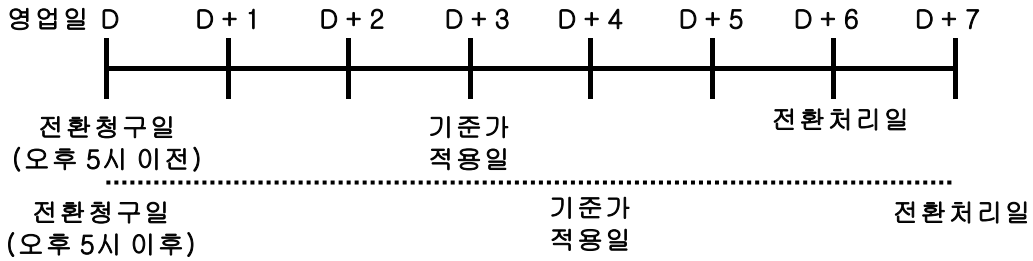 영업일 D D + 1 D + 2 D + 3 D + 4 D + 5 D + 6 D + 7
전환청구일 기준가 전환처리일
(오후 5시 이전) 적용일
전환청구일 기준가 전환처리일
(오후 5시 이후) 적용일